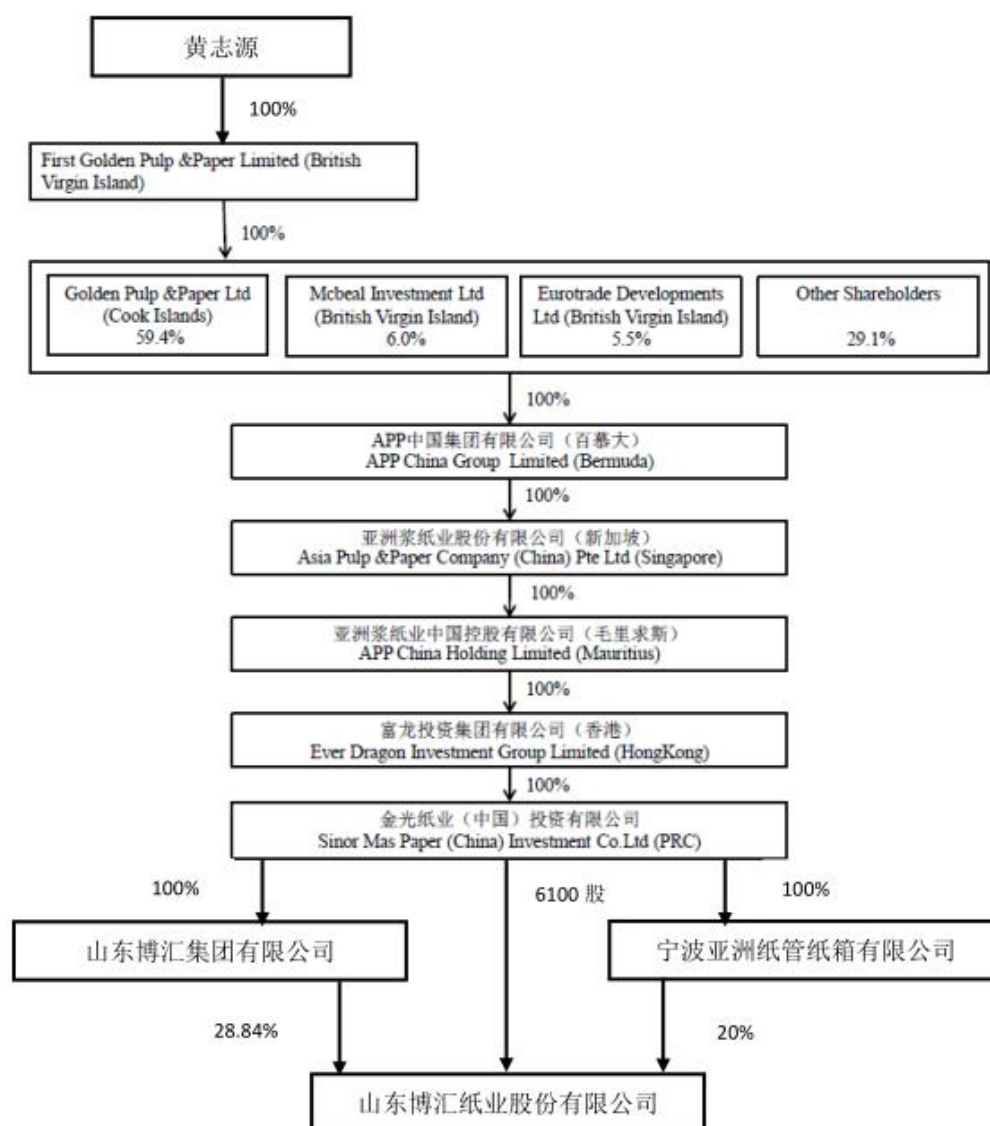 黄志源
100%
First Golden Pulp &Paper Limited (British
Virgin Island)
100%
Golden Pulp &Paper Ltd
(Cook Islands)
59.4%
Mcbeal Investment Ltd
(British Virgin Island)
6.0%
Eurotrade Developments
Ltd (British Virgin Island)
5.5%
Other Shareholders
29.1%
100%
APP中国集团有限公司（百慕大）
APP China Group Limited (Bermuda)
100%
亚洲浆纸业股份有限公司（新加坡）
Asia Pulp &Paper Company (China) Pte Ltd (Singapore)
100%
亚洲浆纸业中国控股有限公司（毛里求斯）
APP China Holding Limited (Mauritius)
100%
富龙投资集团有限公司（香港）
Ever Dragon Investment Group Limited (HongKong)
100%
金光纸业（中国）投资有限公司
Sinor Mas Paper (China) Investment Co.Ltd (PRC)
100%
6100 股
100%
山东博汇集团有限公司
宁波亚洲纸管纸箱有限公司
28.84%
20%
山东博汇纸业股份有限公司